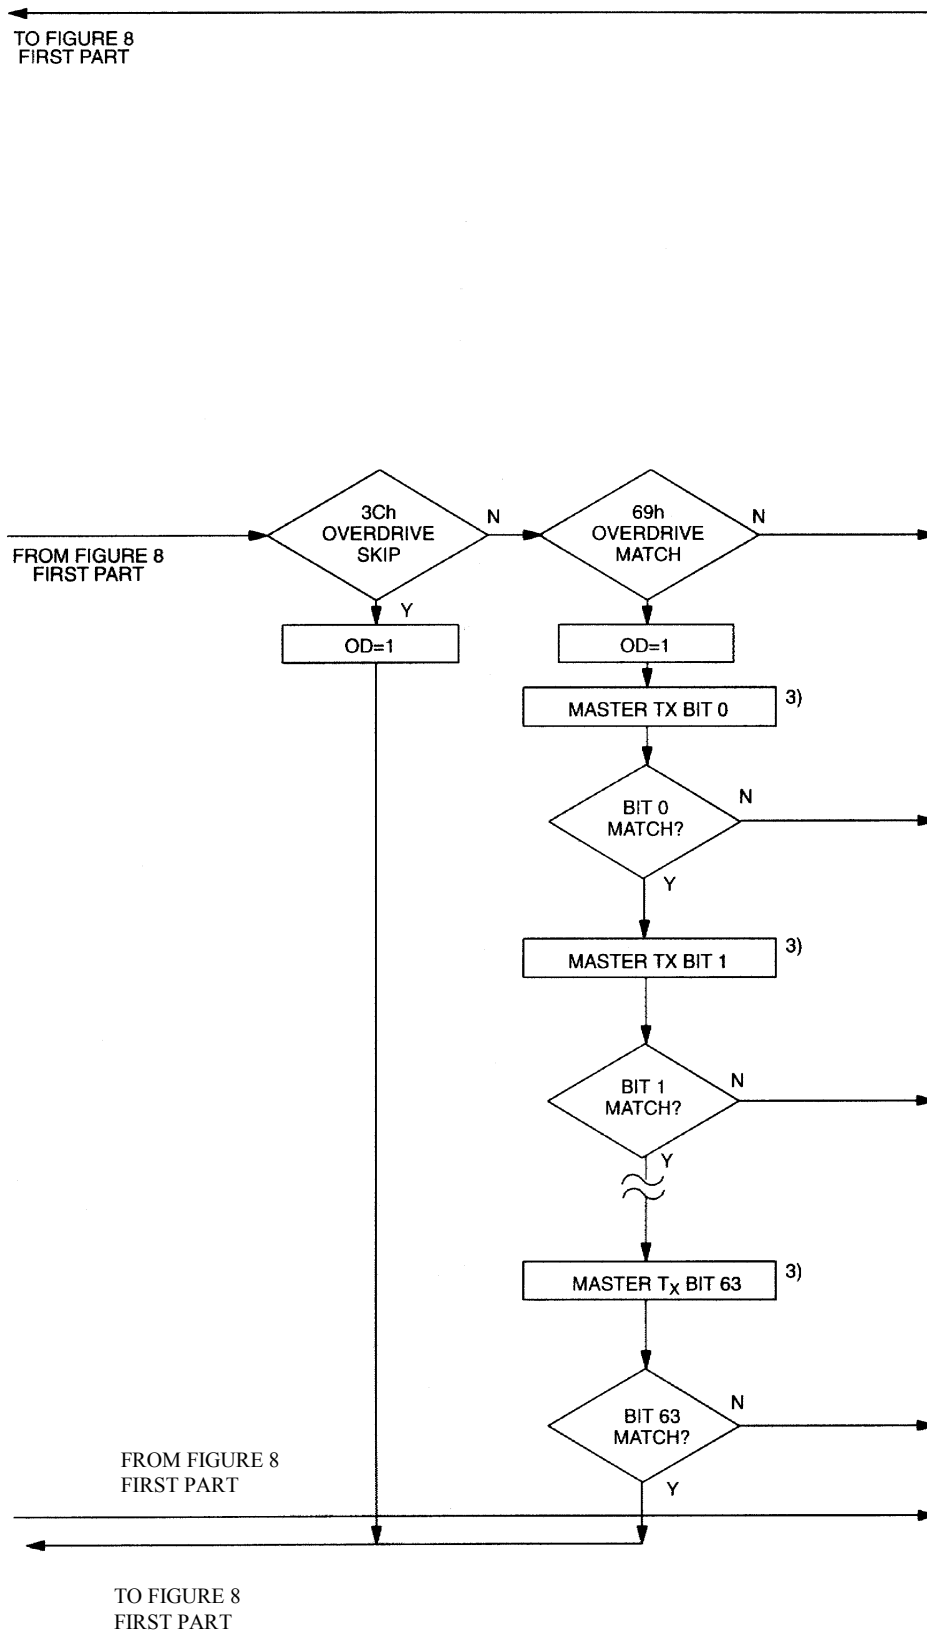 TO FIGURE 8
FIRST PART
3Ch
OVERDRIVE
SKIP
N
69h
OVERDRIVE
MATCH
N
FROM FIGURE 8
FIRST PART
Y
OD=1
OD=1
MASTER TX BIT 0
3)
BIT 0
MATCH?
N
Y
MASTER TX BIT 1
3)
BIT 1
MATCH?
N
Y
MASTER TX BIT 63
3)
BIT 63
MATCH?
N
Y
FROM FIGURE 8
FIRST PART
TO FIGURE 8
FIRST PART